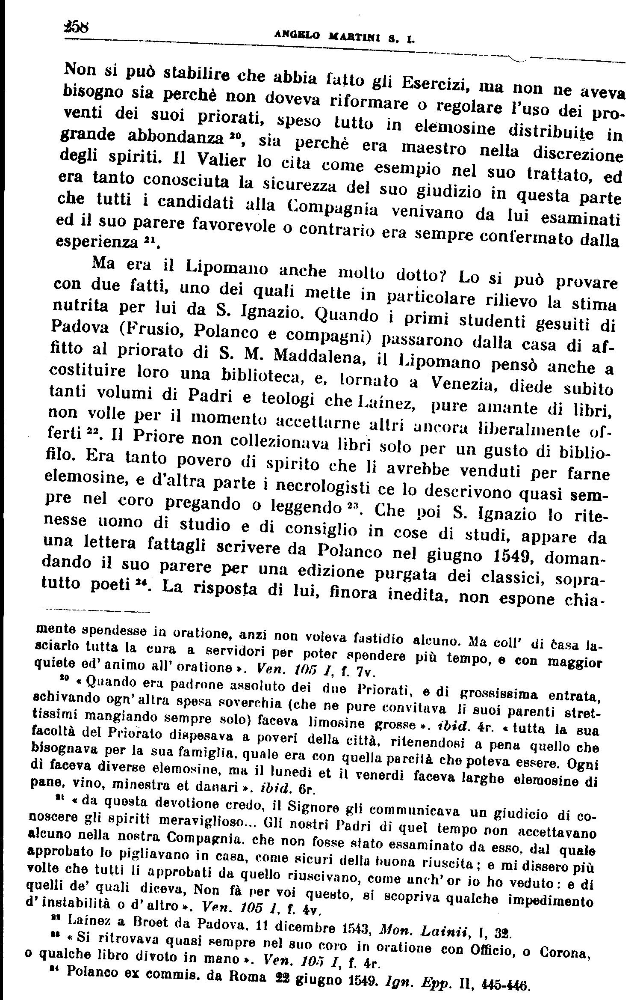 258
ANGELO MARTINI S. I.
Non si può stabilire che abbia fatto gli Esercizi, ma non ne aveva
bisogno sia perchè non doveva riformare o regolare l'uso dei pro-
venti dei suoi priorati, speso tutto in elemosine distribuite in
grande abbondanza ²⁰, sia perchè era maestro nella discrezione
degli spiriti. Il Valier lo cita come esempio nel suo trattato, ed
era tanto conosciuta la sicurezza del suo giudizio in questa parte
che tutti i candidati alla Compagnia venivano da lui esaminati
ed il suo parere favorevole o contrario era sempre confermato dalla
esperienza ²¹.
Ma era il Lipomano anche molto dotto? Lo si può provare
con due fatti, uno dei quali mette in particolare rilievo la stima
nutrita per lui da S. Ignazio. Quando i primi studenti gesuiti di
Padova (Frusio, Polanco e compagni) passarono dalla casa di af-
fitto al priorato di S. M. Maddalena, il Lipomano pensò anche a
costituire loro una biblioteca, e, tornato a Venezia, diede subito
tanti volumi di Padri e teologi che Laínez, pure amante di libri,
non volle per il momento accettarne altri ancora liberalmente of-
ferti ²². Il Priore non collezionava libri solo per un gusto di biblio-
filo. Era tanto povero di spirito che li avrebbe venduti per farne
elemosine, e d'altra parte i necrologisti ce lo descrivono quasi sem-
pre nel coro pregando o leggendo ²³. Che poi S. Ignazio lo rite-
nesse uomo di studio e di consiglio in cose di studi, appare da
una lettera fattagli scrivere da Polanco nel giugno 1549, doman-
dando il suo parere per una edizione purgata dei classici, sopra-
tutto poeti ²⁴. La risposta di lui, finora inedita, non espone chia-
mente spendesse in oratione, anzi non voleva fastidio alcuno. Ma coll' di casa la-
sciarlo tutta la cura a servidori per poter spendere più tempo, e con maggior
quiete ed' animo all' oratione ». Ven. 105 I, f. 7v.
²⁰ « Quando era padrone assoluto dei due Priorati, e di grossissima entrata,
schivando ogn' altra spesa soverchia (che ne pure convitava li suoi parenti stret-
tissimi mangiando sempre solo) faceva limosine grosse ». ibid. 4r. « tutta la sua
facoltà del Priorato dispesava a poveri della città, ritenendosi a pena quello che
bisognava per la sua famiglia, quale era con quella parcità che poteva essere. Ogni
dì faceva diverse elemosine, ma il lunedì et il venerdì faceva larghe elemosine di
pane, vino, minestra et danari ». ibid. 6r.
²¹ « da questa devotione credo, il Signore gli communicava un giudicio di co-
noscere gli spiriti meraviglioso... Gli nostri Padri di quel tempo non accettavano
alcuno nella nostra Compagnia, che non fosse stato essaminato da esso, dal quale
approbato lo pigliavano in casa, come sicuri della buona riuscita; e mi dissero più
volte che tutti li approbati da quello riuscivano, come anch' or io ho veduto: e di
quelli de' quali diceva, Non fà per voi questo, si scopriva qualche impedimento
d' instabilità o d' altro ». Ven. 105 I, f. 4v.
²² Laínez a Broet da Padova, 11 dicembre 1543, Mon. Lainii, I, 32.
²³ « Si ritrovava quasi sempre nel suo coro in oratione con Officio, o Corona,
o qualche libro divoto in mano ». Ven. 105 I, f. 4r.
²⁴ Polanco ex commis. da Roma 22 giugno 1549. Ign. Epp. II, 445-446.